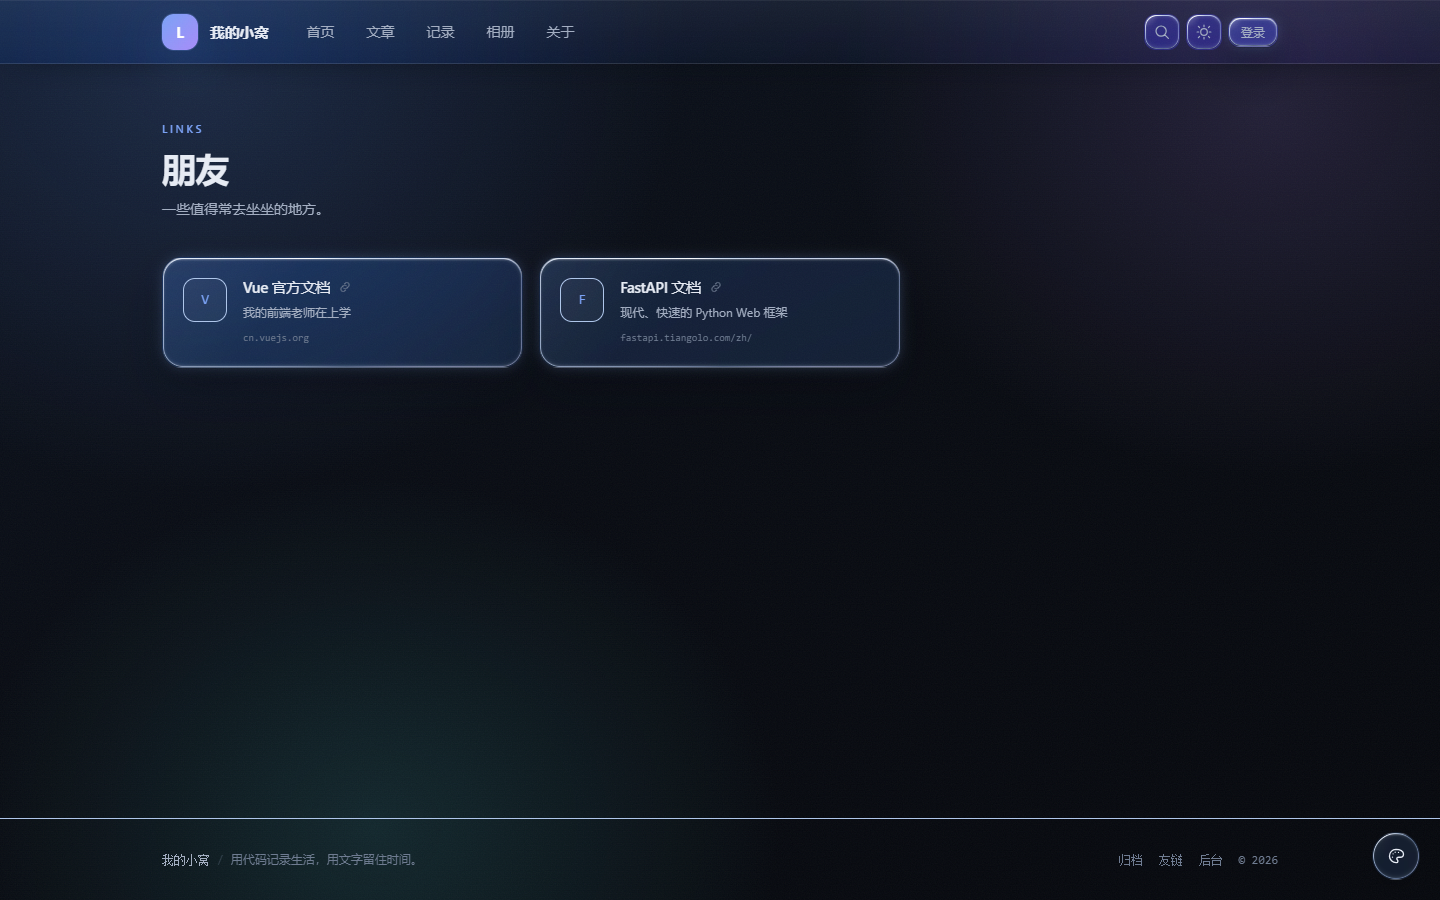 L 我的小窝 首页 文章 记录 相册 关于 登录
LINKS
朋友
一些值得常去坐坐的地方。
V
Vue 官方文档
我的前端老师在上学
cn.vuejs.org
F
FastAPI 文档
现代、快速的 Python Web 框架
fastapi.tiangolo.com/zh/
我的小窝 / 用代码记录生活，用文字留住时间。 归档 友链 后台 © 2026